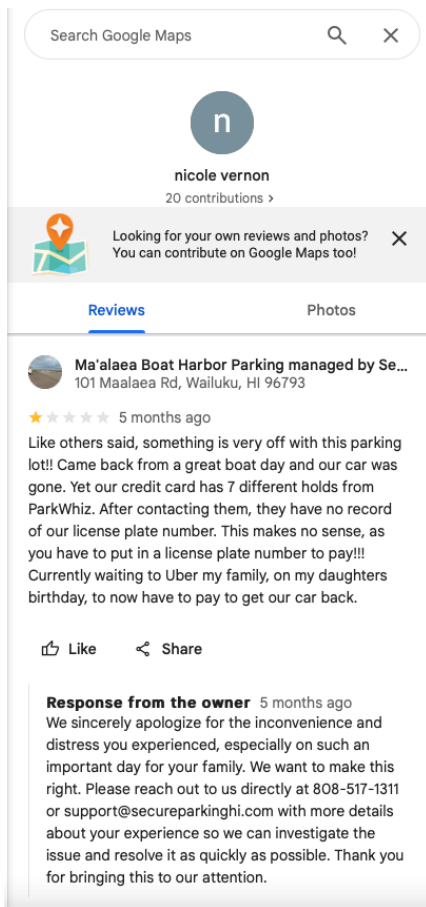 Search Google Maps
n
nicole vernon
20 contributions >
Looking for your own reviews and photos?
You can contribute on Google Maps too!
Reviews
Photos
Ma'alaea Boat Harbor Parking managed by Se...
101 Maalaea Rd, Wailuku, HI 96793
5 months ago
Like others said, something is very off with this parking
lot!! Came back from a great boat day and our car was
gone. Yet our credit card has 7 different holds from
ParkWhiz. After contacting them, they have no record
of our license plate number. This makes no sense, as
you have to put in a license plate number to pay!!!
Currently waiting to Uber my family, on my daughters
birthday, to now have to pay to get our car back.
Like
Share
Response from the owner 5 months ago
We sincerely apologize for the inconvenience and
distress you experienced, especially on such an
important day for your family. We want to make this
right. Please reach out to us directly at 808-517-1311
or support@secureparkinghi.com with more details
about your experience so we can investigate the
issue and resolve it as quickly as possible. Thank you
for bringing this to our attention.